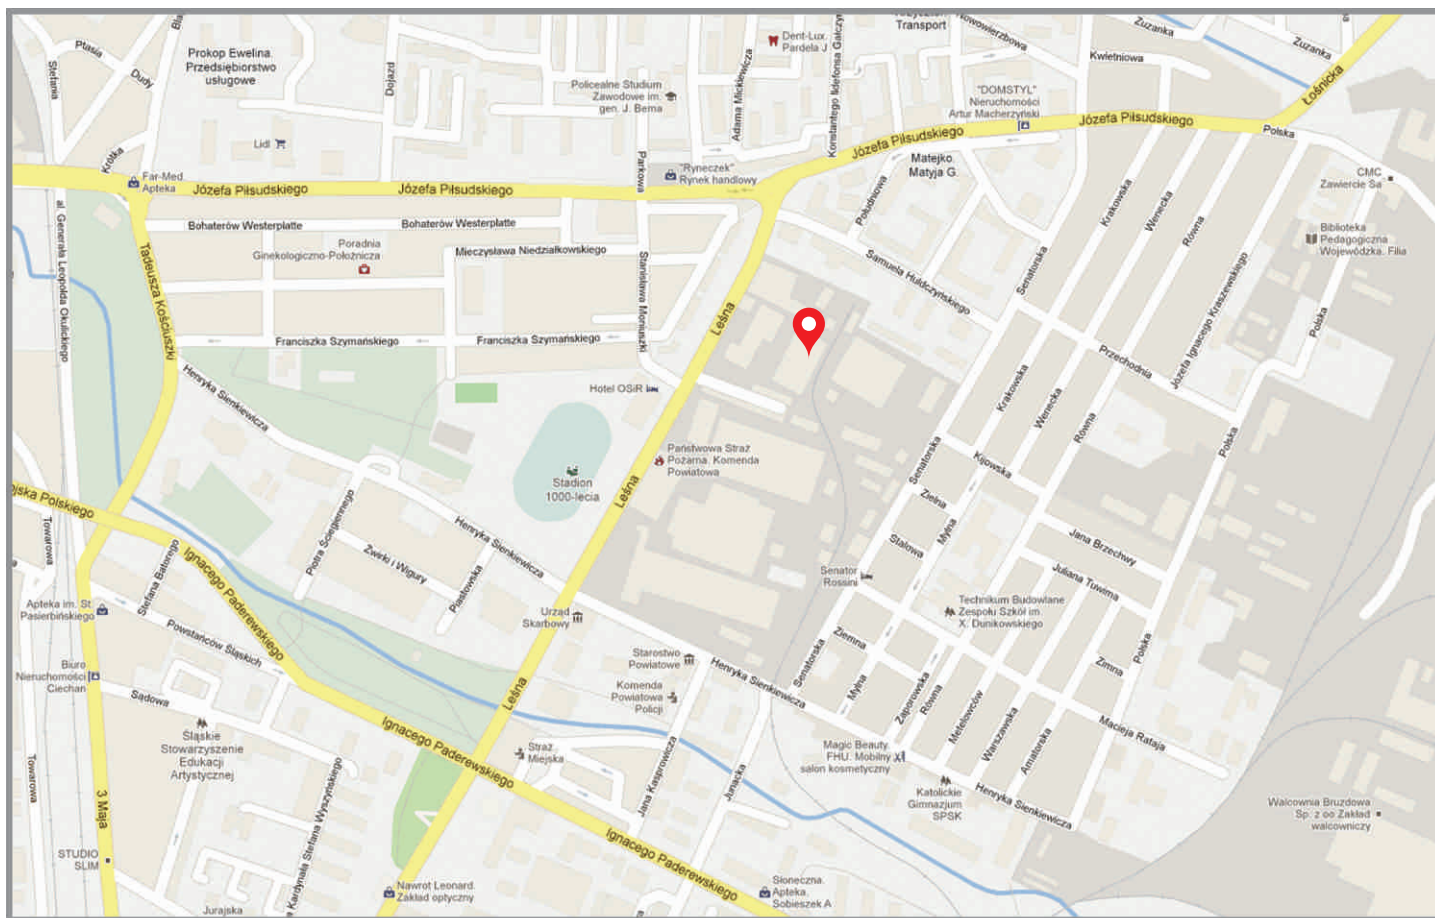 Stefania
Ptasia
Dudy
Krótka
Prokop Ewelina.
Przedsiębiorstwo
usługowe
Lidl
Dojazd
Policealne Studium
Zawodowe im.
gen. J. Bema
Adama Mickiewicza
Dent-Lux.
Pardela J
Konstantego Ildefonsa Gałczyń
Transport
Nowowierzbowa
Kwietniowa
Zuzanka
Zuzanka
"DOMSTYL"
Nieruchomości
Artur Macherzyński
Łośnicka
Józefa Piłsudskiego
Józefa Piłsudskiego
Józefa Piłsudskiego
Józefa Piłsudskiego
Polska
Far-Med
Apteka
Parkowa
"Ryneczek"
Rynek handlowy
Matejko.
Matyja G.
CMC
Zawiercie Sa
Biblioteka
Pedagogiczna
Wojewódzka. Filia
al. Generała Leopolda Okulickiego
Tadeusza Kościuszki
Bohaterów Westerplatte
Bohaterów Westerplatte
Poradnia
Ginekologiczno-Położnicza
Mieczysława Niedziałkowskiego
Stanisława Moniuszki
Franciszka Szymańskiego
Franciszka Szymańskiego
Południowa
Samuela Huldczyńskiego
Senatorska
Krakowska
Wenecka
Równa
Józefa Ignacego Kraszewskiego
Polska
Przechodnia
Leśna
Henryka Sienkiewicza
Hotel OSiR
Krakowska
Wenecka
Równa
Polska
Państwowa Straż
Pożarna. Komenda
Powiatowa
Stadion
1000-lecia
Leśna
Senatorska
Kijowska
Zielna
Mylna
Stalowa
Jana Brzechwy
Juliana Tuwima
ojska Polskiego
Towarowa
Ignacego Paderewskiego
Stefana Batorego
Piotra Ściegiennego
Żwirki i Wigury
Piastowska
Henryka Sienkiewicza
Senator
Rossini
Technikum Budowlane
Zespołu Szkół im.
X. Dunikowskiego
Apteka im. St.
Pasierbińskiego
Powstańców Śląskich
Urząd
Skarbowy
Starostwo
Powiatowe
Komenda
Powiatowa
Policji
Henryka Sienkiewicza
Senatorska
Ziemna
Mylna
Zaporowska
Równa
Metelowców
Warszawska
Amatorska
Zimna
Polska
Macieja Rataja
Biuro
Nieruchomości
Ciechan
Sądowa
Śląskie
Stowarzyszenie
Edukacji
Artystycznej
Leśna
Ignacego Paderewskiego
Straż
Miejska
Jana Kasprowicza
Junacka
Magic Beauty.
FHU. Mobilny
salon kosmetyczny
Katolickie
Gimnazjum
SPSK
Henryka Sienkiewicza
Walcownia Bruzdowa
Sp. z oo Zakład
walcowniczy
Towarowa
3 Maja
STUDIO
SLIM
a Kardynała Stefana Wyszyńskiego
Jurajska
Nawrot Leonard.
Zakład optyczny
Ignacego Paderewskiego
Słoneczna.
Apteka.
Sobieszek A